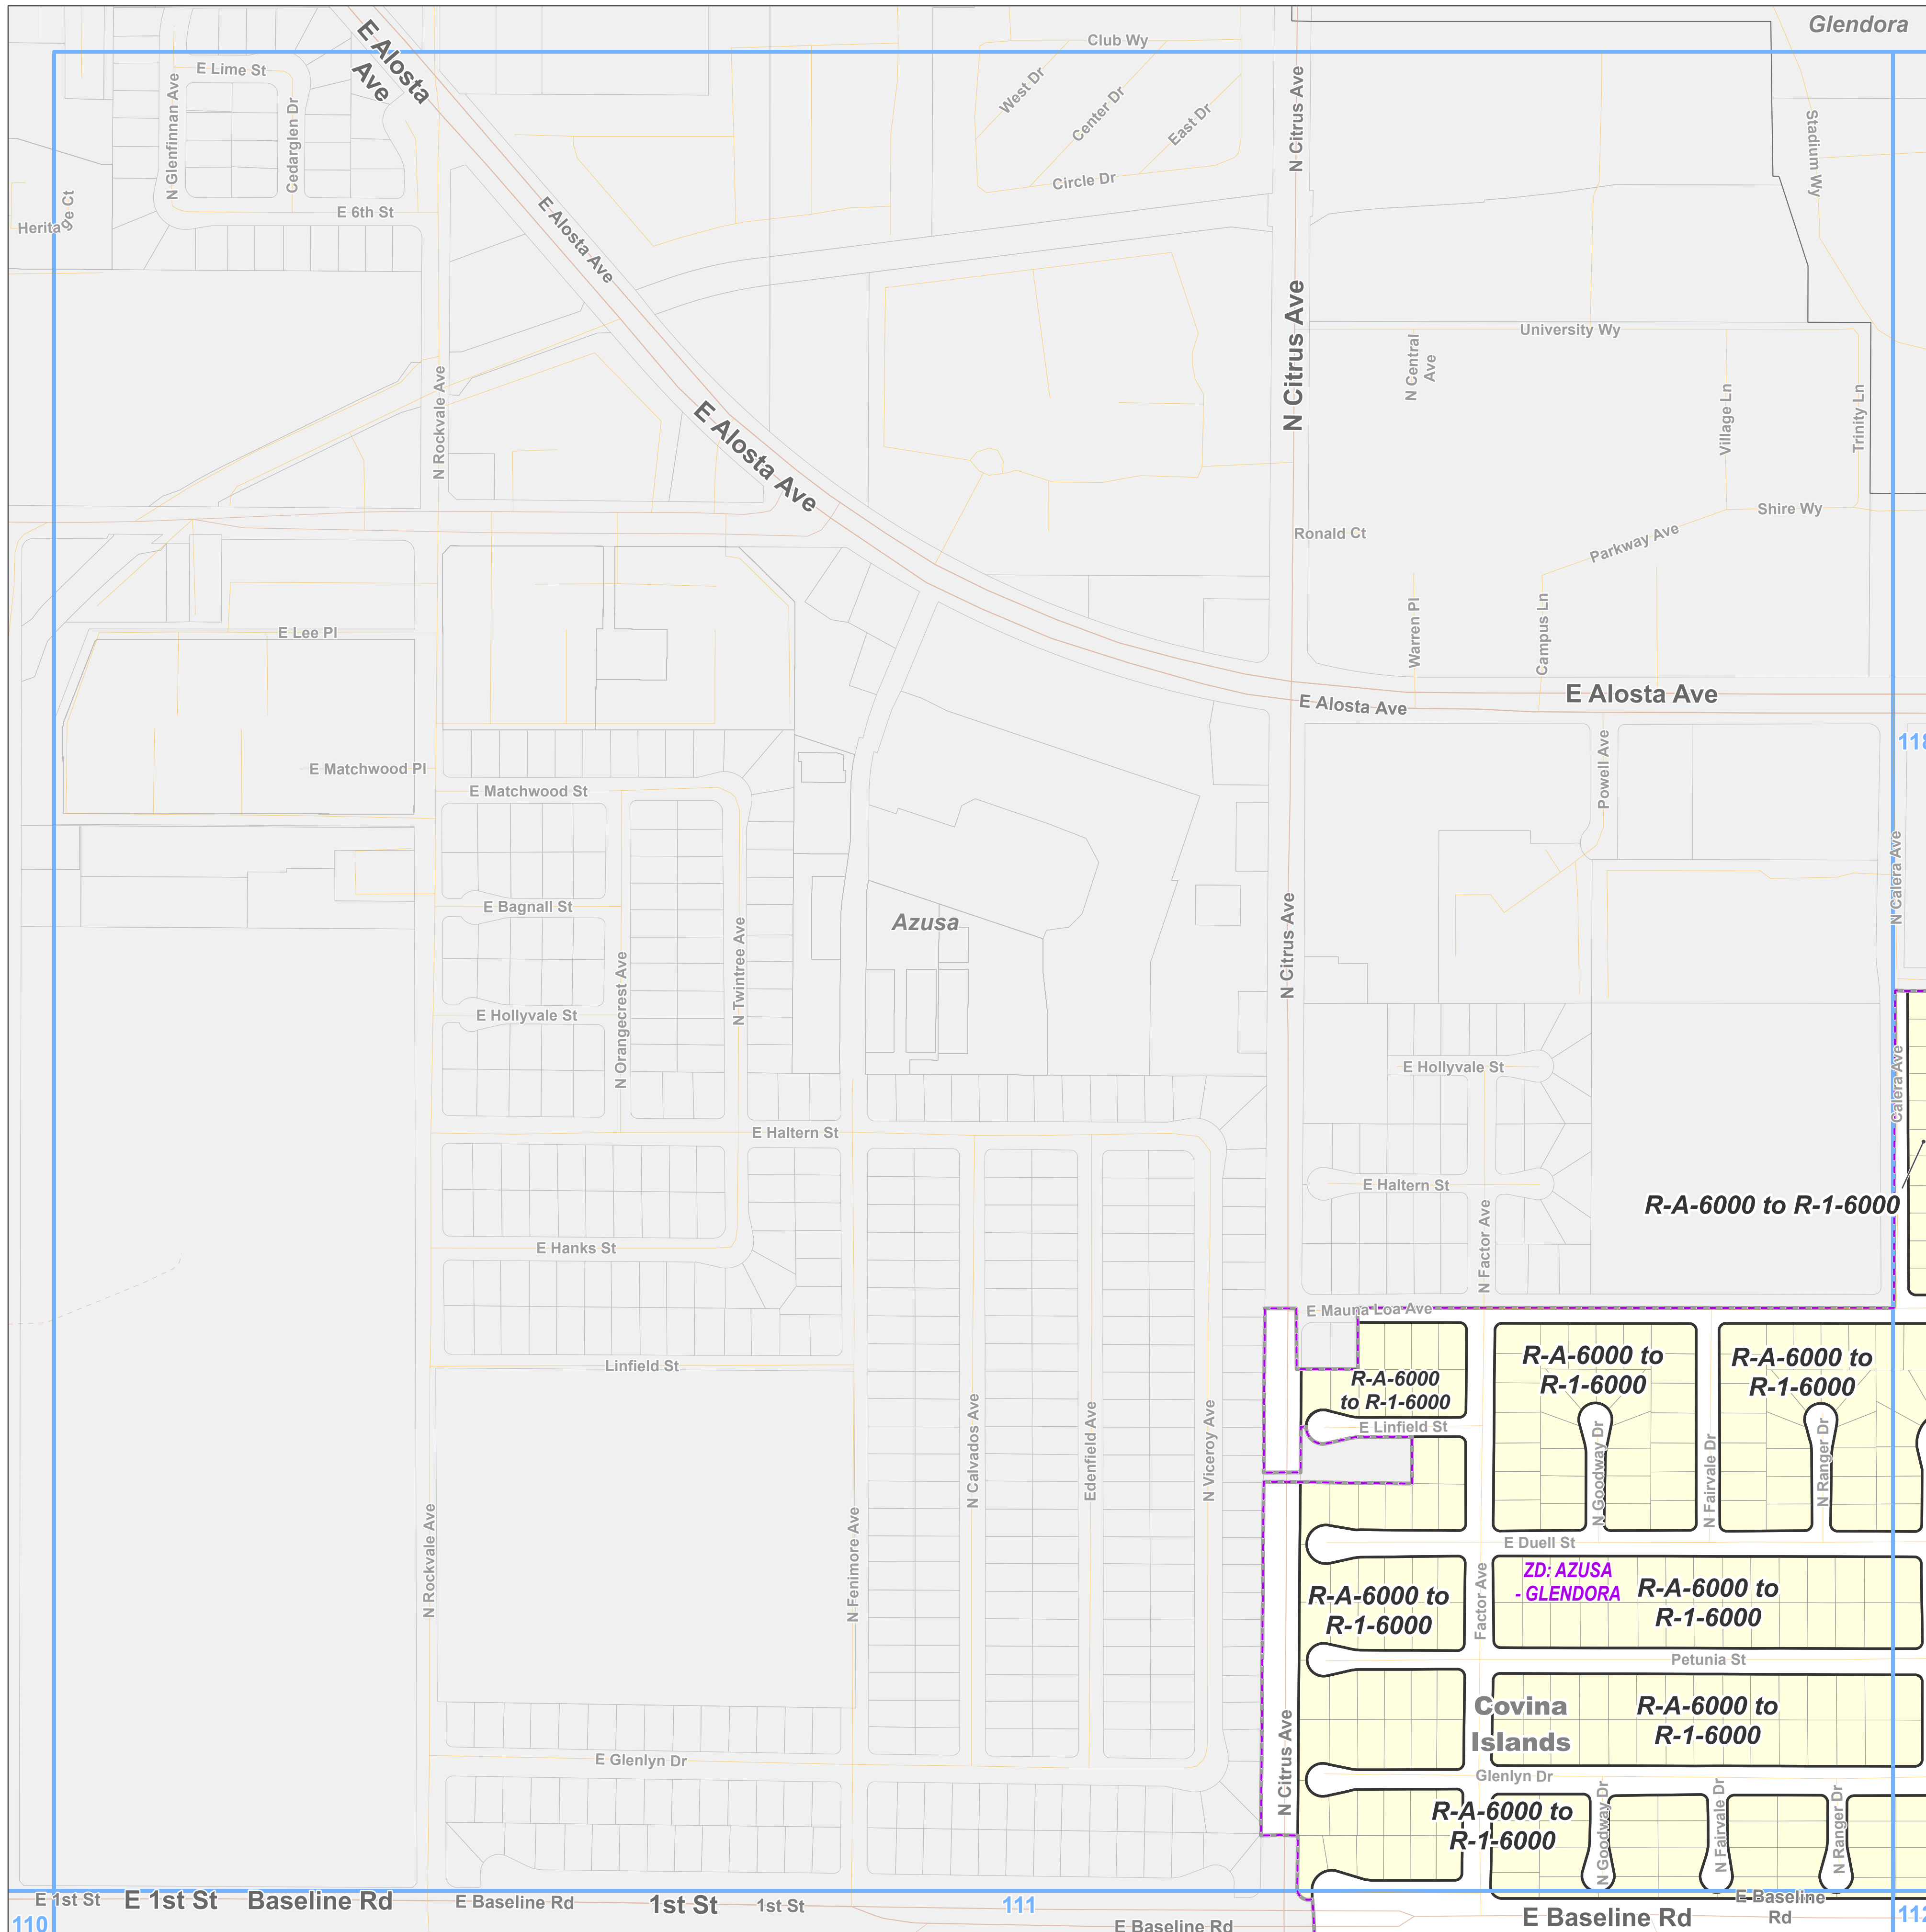 Glendora
E Alosta
Ave
Club Wy
E Lime St
N Glenfinnan Ave
Cedarglen Dr
West Dr
Center Dr
East Dr
N Citrus Ave
Stadium Wy
Circle Dr
E 6th St
Heritage Ct
E Alosta Ave
N Citrus Ave
University Wy
N Central
Ave
N Rockvale Ave
E Alosta Ave
Village Ln
Trinity Ln
Shire Wy
Ronald Ct
Parkway Ave
E Lee Pl
Warren Pl
Campus Ln
E Alosta Ave
E Alosta Ave
118
Powell Ave
E Matchwood Pl
E Matchwood St
N Calera Ave
E Bagnall St
Azusa
N Citrus Ave
N Orangecrest Ave
N Twintree Ave
E Hollyvale St
E Hollyvale St
Calera Ave
E Haltern St
E Haltern St
R-A-6000 to R-1-6000
N Factor Ave
E Hanks St
E Mauna Loa Ave
Linfield St
R-A-6000
to R-1-6000
R-A-6000 to
R-1-6000
R-A-6000 to
R-1-6000
E Linfield St
N Calvados Ave
Edenfield Ave
N Viceroy Ave
N Goodway Dr
N Fairvale Dr
N Ranger Dr
E Duell St
N Rockvale Ave
N Fenimore Ave
R-A-6000 to
R-1-6000
Factor Ave
ZD: AZUSA
- GLENDORA
R-A-6000 to
R-1-6000
Petunia St
Covina
Islands
R-A-6000 to
R-1-6000
N Citrus Ave
E Glenlyn Dr
Glenlyn Dr
R-A-6000 to
R-1-6000
N Goodway Dr
N Fairvale Dr
N Ranger Dr
E 1st St
E 1st St
Baseline Rd
E Baseline Rd
1st St
1st St
111
E Baseline
Rd
110
E Baseline Rd
E Baseline Rd
112